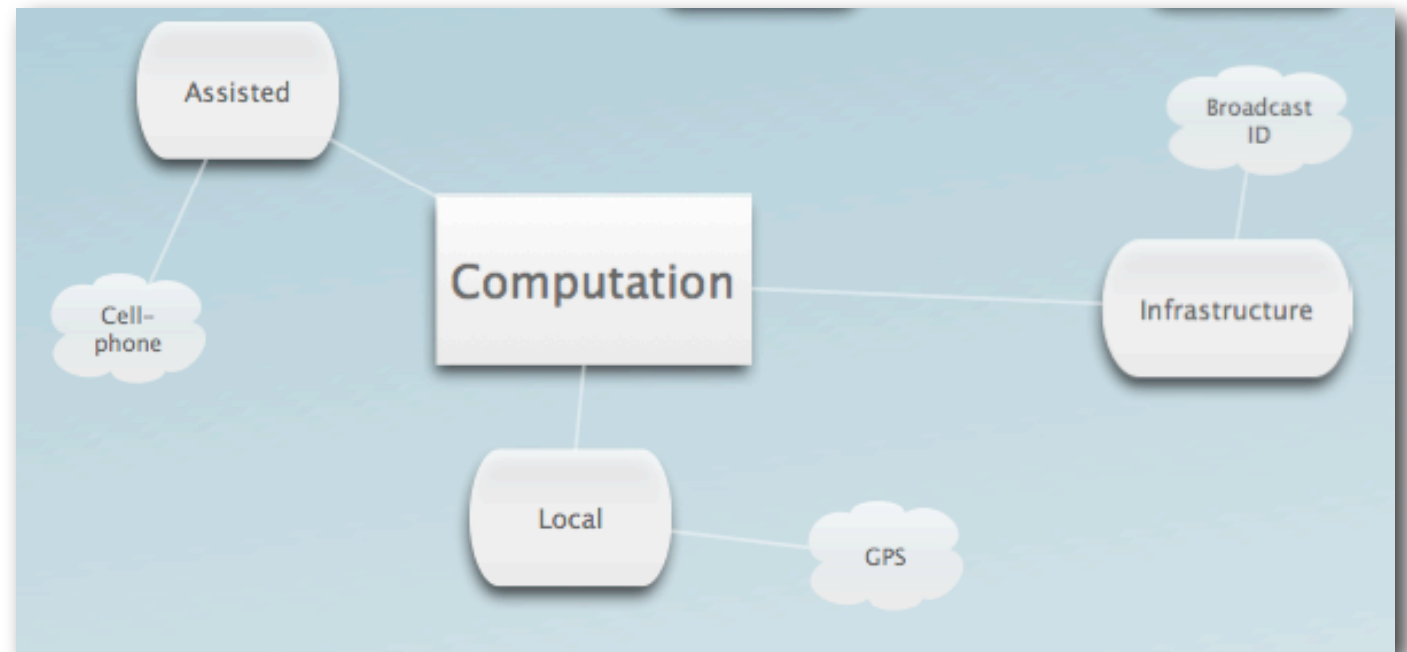 Assisted
Broadcast
ID
Computation
Infrastructure
Cell-
phone
Local
GPS